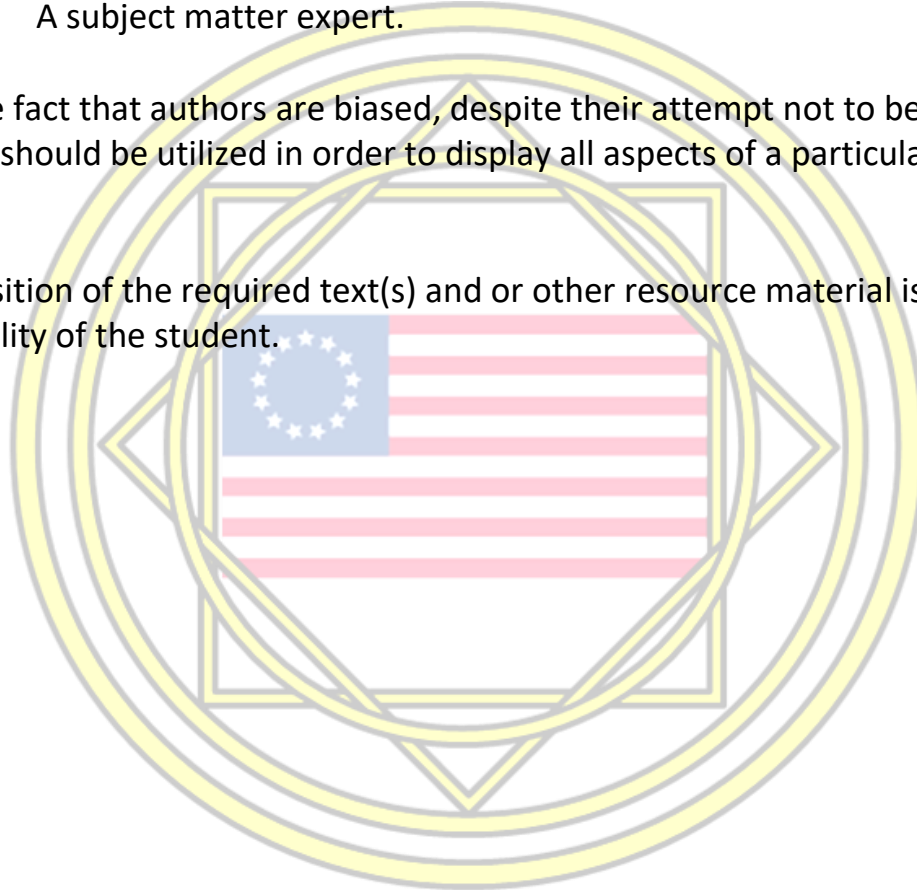 A subject matter expert.
e fact that authors are biased, despite their attempt not to be
should be utilized in order to display all aspects of a particula
sition of the required text(s) and or other resource material is
lity of the student.